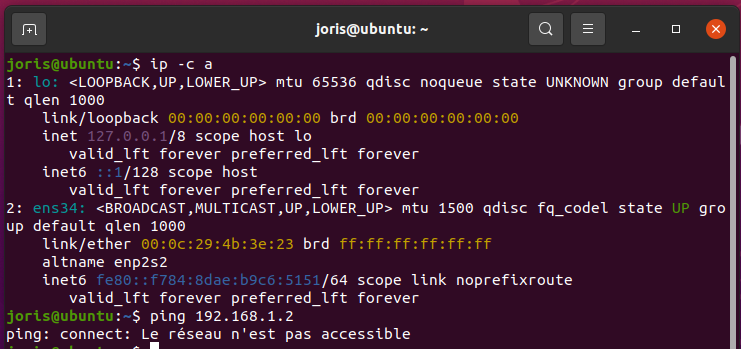 joris@ubuntu: ~
joris@ubuntu:~$ ip -c a
1: lo: <LOOPBACK,UP,LOWER_UP> mtu 65536 qdisc noqueue state UNKNOWN group defaul
t qlen 1000
    link/loopback 00:00:00:00:00:00 brd 00:00:00:00:00:00
    inet 127.0.0.1/8 scope host lo
       valid_lft forever preferred_lft forever
    inet6 ::1/128 scope host
       valid_lft forever preferred_lft forever
2: ens34: <BROADCAST,MULTICAST,UP,LOWER_UP> mtu 1500 qdisc fq_codel state UP gro
up default qlen 1000
    link/ether 00:0c:29:4b:3e:23 brd ff:ff:ff:ff:ff:ff
    altname enp2s2
    inet6 fe80::f784:8dae:b9c6:5151/64 scope link noprefixroute
       valid_lft forever preferred_lft forever
joris@ubuntu:~$ ping 192.168.1.2
ping: connect: Le réseau n'est pas accessible
joris@ubuntu:~$